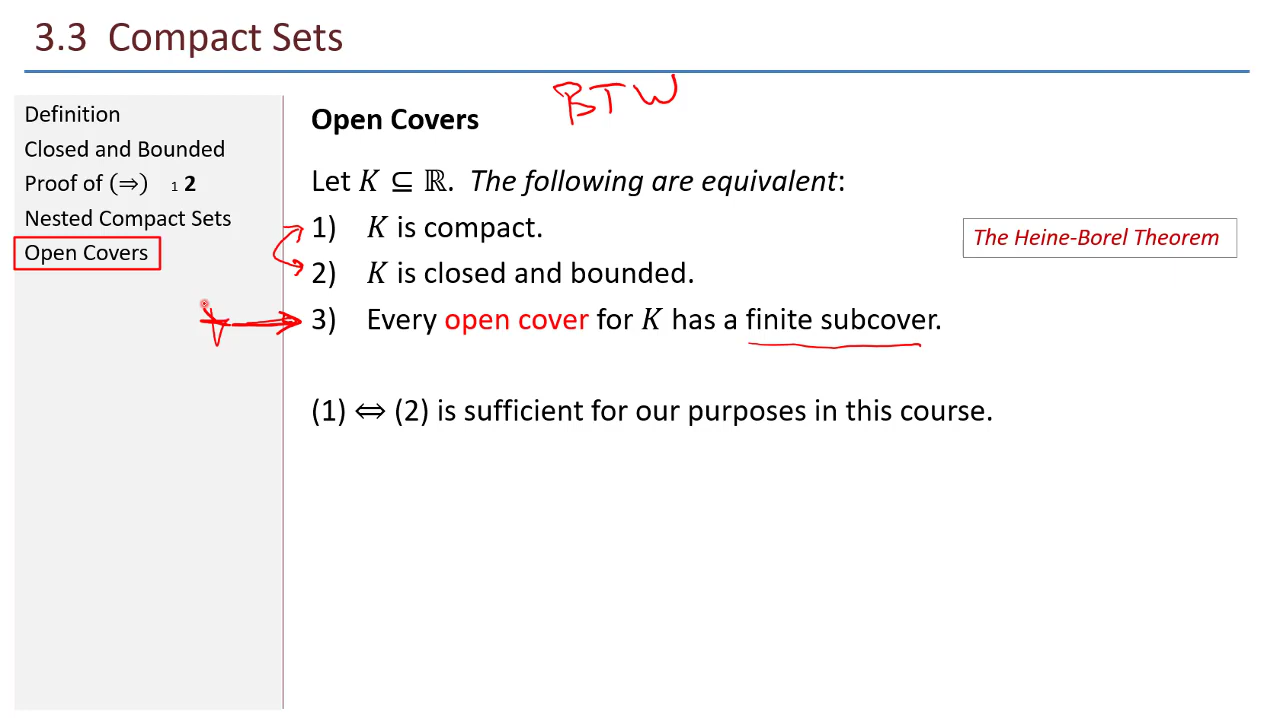 3.3 Compact Sets
BTW
Definition
Closed and Bounded
Proof of (⇒) 1 2
Nested Compact Sets
Open Covers
Open Covers
Let K ⊆ ℝ. The following are equivalent:
1) K is compact.
The Heine-Borel Theorem
2) K is closed and bounded.
3) Every open cover for K has a finite subcover.
(1) ⇔ (2) is sufficient for our purposes in this course.